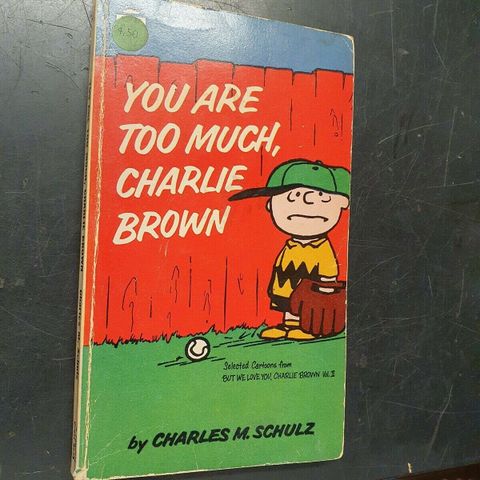 4,50
YOU ARE
TOO MUCH,
CHARLIE
BROWN
Selected Cartoons from
BUT WE LOVE YOU, CHARLIE BROWN Vol. II
by CHARLES M. SCHULZ